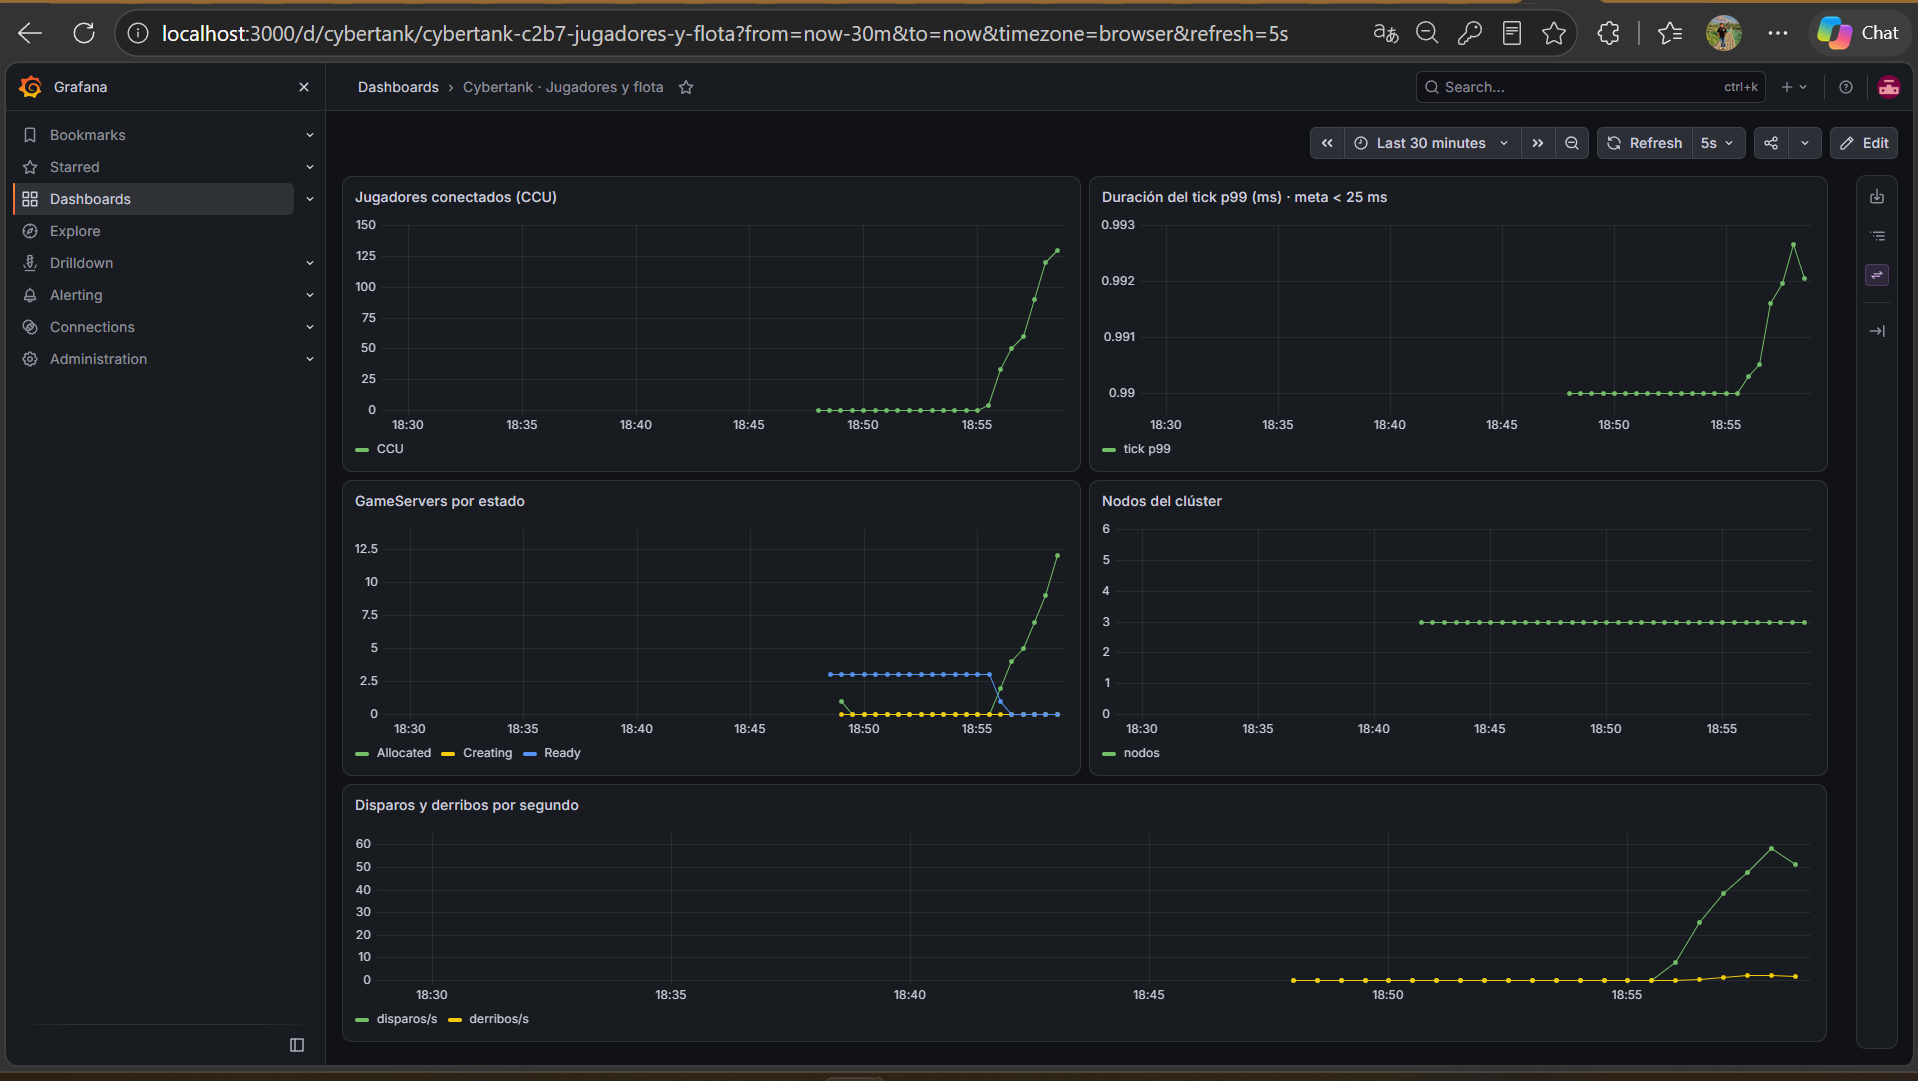 localhost:3000/d/cybertank/cybertank-c2b7-jugadores-y-flota?from=now-30m&to=now&timezone=browser&refresh=5s
Chat
Grafana
Dashboards › Cybertank · Jugadores y flota
Search... ctrl+k
Bookmarks
Starred
Dashboards
Explore
Drilldown
Alerting
Connections
Administration
Last 30 minutes
Refresh 5s
Edit
Jugadores conectados (CCU)
150
125
100
75
50
25
0
18:30 18:35 18:40 18:45 18:50 18:55
CCU
Duración del tick p99 (ms) · meta < 25 ms
0.993
0.992
0.991
0.99
18:30 18:35 18:40 18:45 18:50 18:55
tick p99
GameServers por estado
12.5
10
7.5
5
2.5
0
18:30 18:35 18:40 18:45 18:50 18:55
Allocated Creating Ready
Nodos del clúster
6
5
4
3
2
1
0
18:30 18:35 18:40 18:45 18:50 18:55
nodos
Disparos y derribos por segundo
60
50
40
30
20
10
0
18:30 18:35 18:40 18:45 18:50 18:55
disparos/s derribos/s